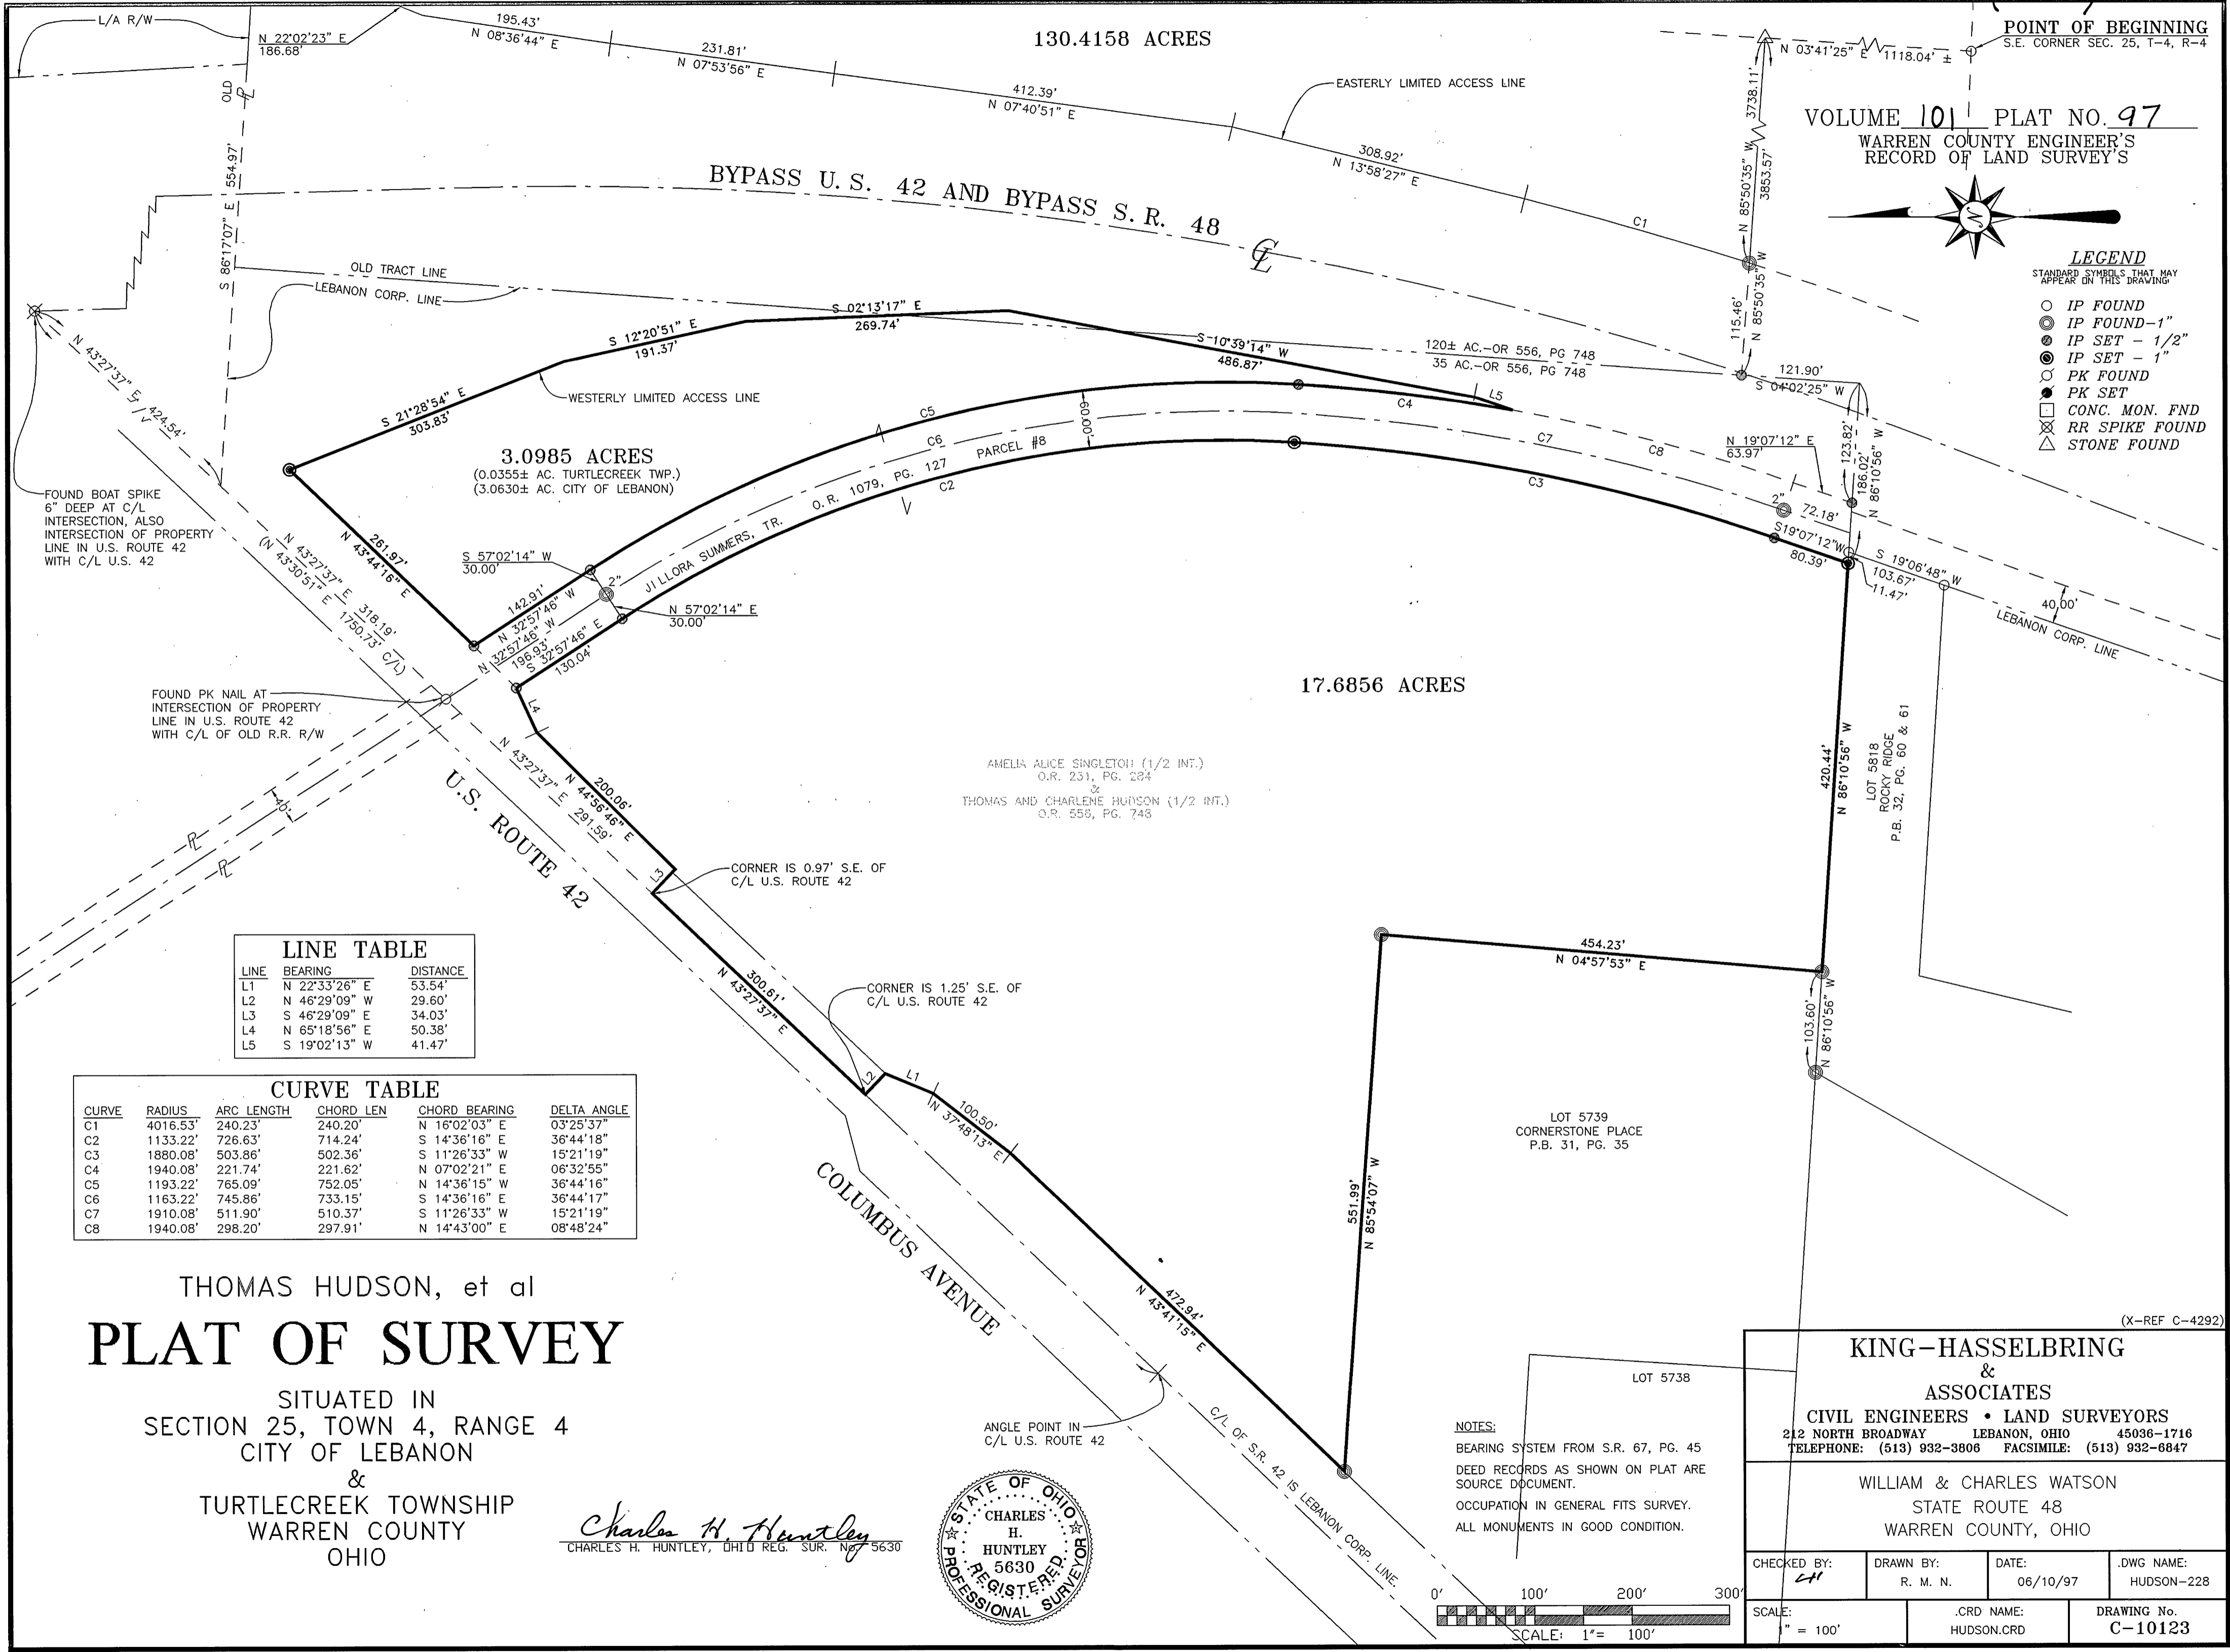 L/A R/W
N 22°02'23" E
186.68'
195.43'
N 08°36'44" E
231.81'
N 07°53'56" E
412.39'
N 07°40'51" E
130.4158 ACRES
EASTERLY LIMITED ACCESS LINE
308.92'
N 13°58'27" E
C1
N 03°41'25" E 1118.04' ±
POINT OF BEGINNING
S.E. CORNER SEC. 25, T-4, R-4
3738.11'
N 85°50'35" W
3853.57'
115.46'
N 85°50'35" W
VOLUME 101 PLAT NO. 97
WARREN COUNTY ENGINEER'S
RECORD OF LAND SURVEY'S
N
LEGEND
STANDARD SYMBOLS THAT MAY
APPEAR ON THIS DRAWING
IP FOUND
IP FOUND-1"
IP SET - 1/2"
IP SET - 1"
PK FOUND
PK SET
CONC. MON. FND
RR SPIKE FOUND
STONE FOUND
OLD PL
S 86°17'07" E 554.97'
BYPASS U.S. 42 AND BYPASS S.R. 48
CL
OLD TRACT LINE
LEBANON CORP. LINE
S 02°13'17" E
269.74'
S 12°20'51" E
191.37'
S 21°28'54" E
303.83'
WESTERLY LIMITED ACCESS LINE
S 10°39'14" W
486.87'
120± AC.-OR 556, PG 748
35 AC.-OR 556, PG 748
121.90'
S 04°02'25" W
L5
C4
C5
C6
60.00'
C7
C8
N 19°07'12" E
63.97'
123.82'
186.02'
N 86°10'56" W
2"
72.18'
S19°07'12"W
80.39'
S 19°06'48" W
103.67'
11.47'
40.00'
LEBANON CORP. LINE
N 43°27'37" E 424.54'
3.0985 ACRES
(0.0355± AC. TURTLECREEK TWP.)
(3.0630± AC. CITY OF LEBANON)
JILLORA SUMMERS, TR. O.R. 1079, PG. 127 PARCEL #8
C2
C3
FOUND BOAT SPIKE
6" DEEP AT C/L
INTERSECTION, ALSO
INTERSECTION OF PROPERTY
LINE IN U.S. ROUTE 42
WITH C/L U.S. 42
261.97'
N 43°44'16" E
N 43°27'37" E 318.19'
(N 43°30'51" E 1750.73' C/L)
S 57°02'14" W
30.00'
2"
N 57°02'14" E
30.00'
142.91'
N 32°57'46" W
N 32°57'46" W
196.93'
S 32°57'46" E
130.04'
L4
FOUND PK NAIL AT
INTERSECTION OF PROPERTY
LINE IN U.S. ROUTE 42
WITH C/L OF OLD R.R. R/W
17.6856 ACRES
AMELIA ALICE SINGLETON (1/2 INT.)
O.R. 231, PG. 284
&
THOMAS AND CHARLENE HUDSON (1/2 INT.)
O.R. 556, PG. 748
420.44'
N 86°10'56" W
LOT 5818
ROCKY RIDGE
P.B. 32, PG. 60 & 61
40'
PL
PL
U.S. ROUTE 42
200.06'
N 44°56'46" E
N 43°27'37" E 291.59'
L3
CORNER IS 0.97' S.E. OF
C/L U.S. ROUTE 42
300.61'
N 43°27'37" E
CORNER IS 1.25' S.E. OF
C/L U.S. ROUTE 42
L2
L1
100.50'
N 37°48'13" E
454.23'
N 04°57'53" E
103.60'
N 86°10'56" W
551.99'
N 85°54'07" W
LOT 5739
CORNERSTONE PLACE
P.B. 31, PG. 35
472.94'
N 43°41'15" E
COLUMBUS AVENUE
LINE TABLE
LINE BEARING DISTANCE
L1 N 22°33'26" E 53.54'
L2 N 46°29'09" W 29.60'
L3 S 46°29'09" E 34.03'
L4 N 65°18'56" E 50.38'
L5 S 19°02'13" W 41.47'
CURVE TABLE
CURVE RADIUS ARC LENGTH CHORD LEN CHORD BEARING DELTA ANGLE
C1 4016.53' 240.23' 240.20' N 16°02'03" E 03°25'37"
C2 1133.22' 726.63' 714.24' S 14°36'16" E 36°44'18"
C3 1880.08' 503.86' 502.36' S 11°26'33" W 15°21'19"
C4 1940.08' 221.74' 221.62' N 07°02'21" E 06°32'55"
C5 1193.22' 765.09' 752.05' N 14°36'15" W 36°44'16"
C6 1163.22' 745.86' 733.15' S 14°36'16" E 36°44'17"
C7 1910.08' 511.90' 510.37' S 11°26'33" W 15°21'19"
C8 1940.08' 298.20' 297.91' N 14°43'00" E 08°48'24"
THOMAS HUDSON, et al
PLAT OF SURVEY
SITUATED IN
SECTION 25, TOWN 4, RANGE 4
CITY OF LEBANON
&
TURTLECREEK TOWNSHIP
WARREN COUNTY
OHIO
Charles H. Huntley
CHARLES H. HUNTLEY, OHIO REG. SUR. No. 5630
STATE OF OHIO
CHARLES
H.
HUNTLEY
5630
REGISTERED
PROFESSIONAL SURVEYOR
ANGLE POINT IN
C/L U.S. ROUTE 42
C/L OF S.R. 42 IS LEBANON CORP. LINE.
LOT 5738
NOTES:
BEARING SYSTEM FROM S.R. 67, PG. 45
DEED RECORDS AS SHOWN ON PLAT ARE
SOURCE DOCUMENT.
OCCUPATION IN GENERAL FITS SURVEY.
ALL MONUMENTS IN GOOD CONDITION.
0' 100' 200' 300'
SCALE: 1"= 100'
(X-REF C-4292)
KING-HASSELBRING
&
ASSOCIATES
CIVIL ENGINEERS • LAND SURVEYORS
212 NORTH BROADWAY LEBANON, OHIO 45036-1716
TELEPHONE: (513) 932-3806 FACSIMILE: (513) 932-6847
WILLIAM & CHARLES WATSON
STATE ROUTE 48
WARREN COUNTY, OHIO
CHECKED BY: DRAWN BY: DATE: .DWG NAME:
CH R. M. N. 06/10/97 HUDSON-228
SCALE: .CRD NAME: DRAWING No.
1" = 100' HUDSON.CRD C-10123